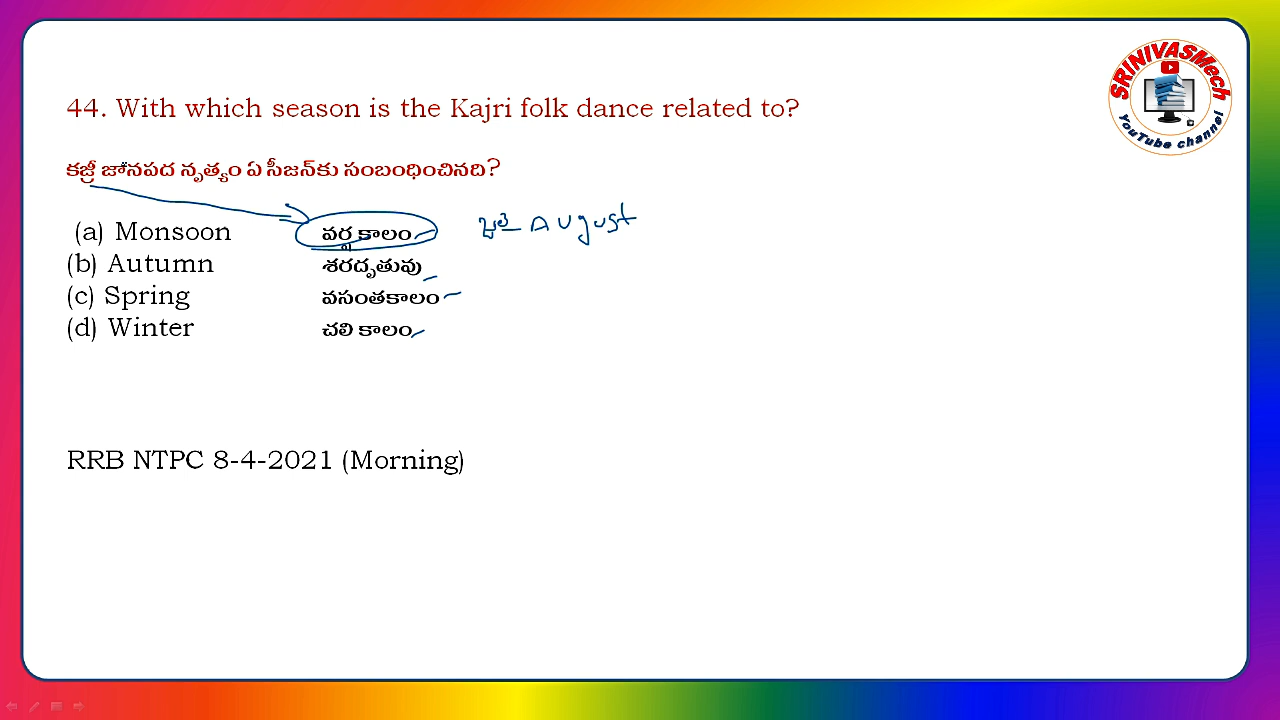 SRINIVASMech
YouTube channel
44. With which season is the Kajri folk dance related to?
కజ్రీ జానపద నృత్యం ఏ సీజన్‌కు సంబంధించినది?
(a) Monsoon వర్ష కాలం August
(b) Autumn శరదృతువు
(c) Spring వసంతకాలం
(d) Winter చలి కాలం
RRB NTPC 8-4-2021 (Morning)